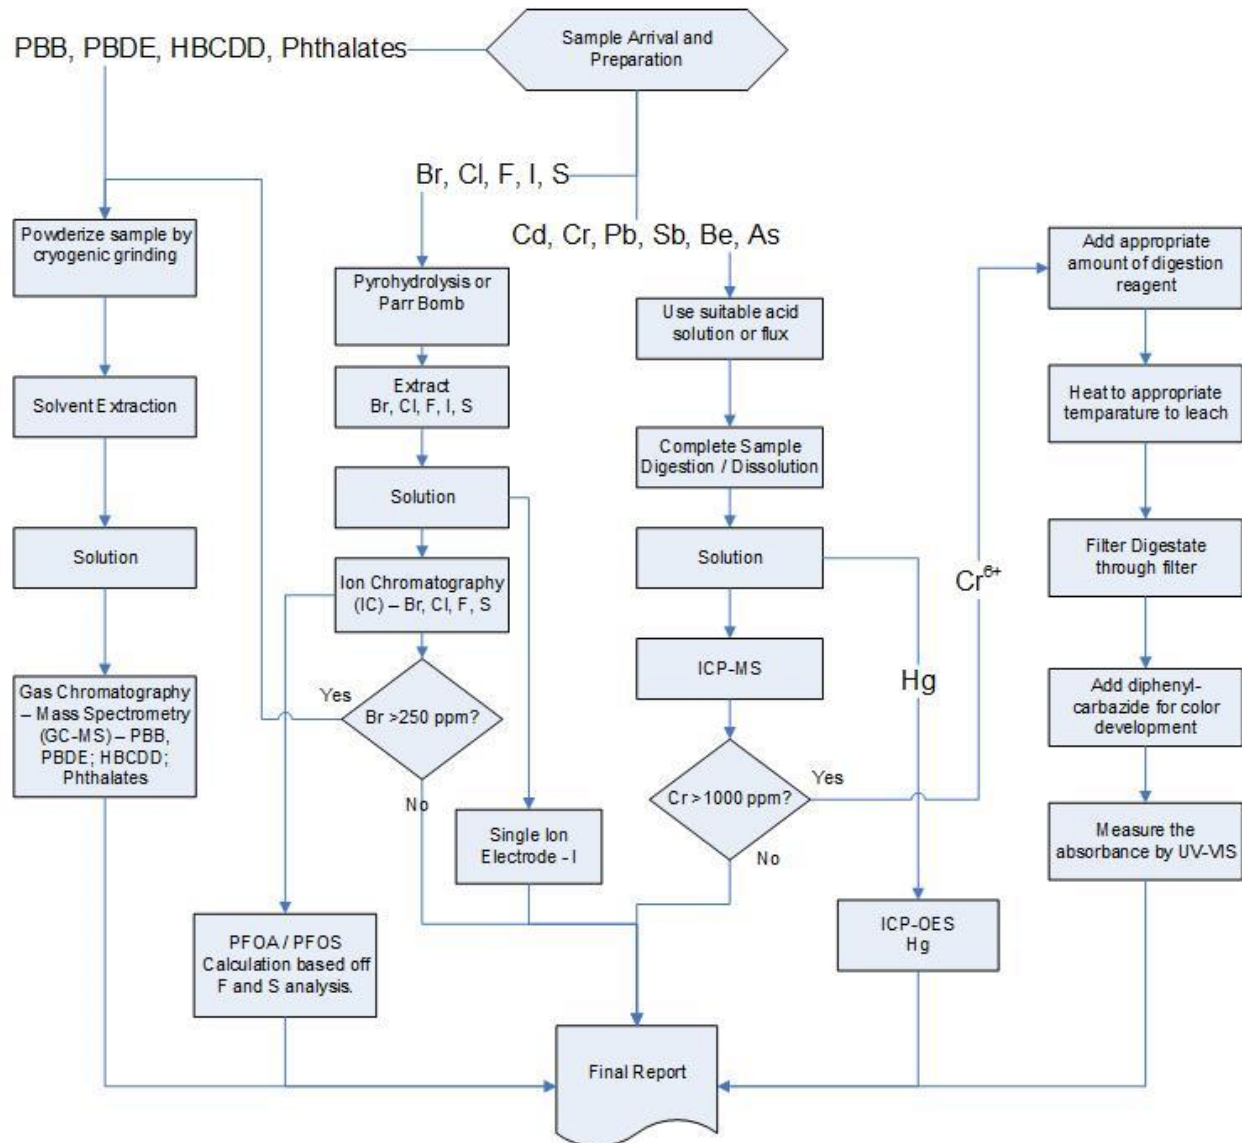 PBB, PBDE, HBCDD, Phthalates
Sample Arrival and
Preparation
Br, Cl, F, I, S
Cd, Cr, Pb, Sb, Be, As
Powderize sample by
cryogenic grinding
Solvent Extraction
Solution
Gas Chromatography
– Mass Spectrometry
(GC-MS) – PBB,
PBDE; HBCDD;
Phthalates
Pyrohydrolysis or
Parr Bomb
Extract
Br, Cl, F, I, S
Solution
Ion Chromatography
(IC) – Br, Cl, F, S
Yes
Br >250 ppm?
No
Single Ion
Electrode - I
PFOA / PFOS
Calculation based off
F and S analysis.
Use suitable acid
solution or flux
Complete Sample
Digestion / Dissolution
Solution
ICP-MS
Cr >1000 ppm?
Yes
No
Hg
ICP-OES
Hg
Cr6+
Add appropriate
amount of digestion
reagent
Heat to appropriate
temparature to leach
Filter Digestate
through filter
Add diphenyl-
carbazide for color
development
Measure the
absorbance by UV-VIS
Final Report